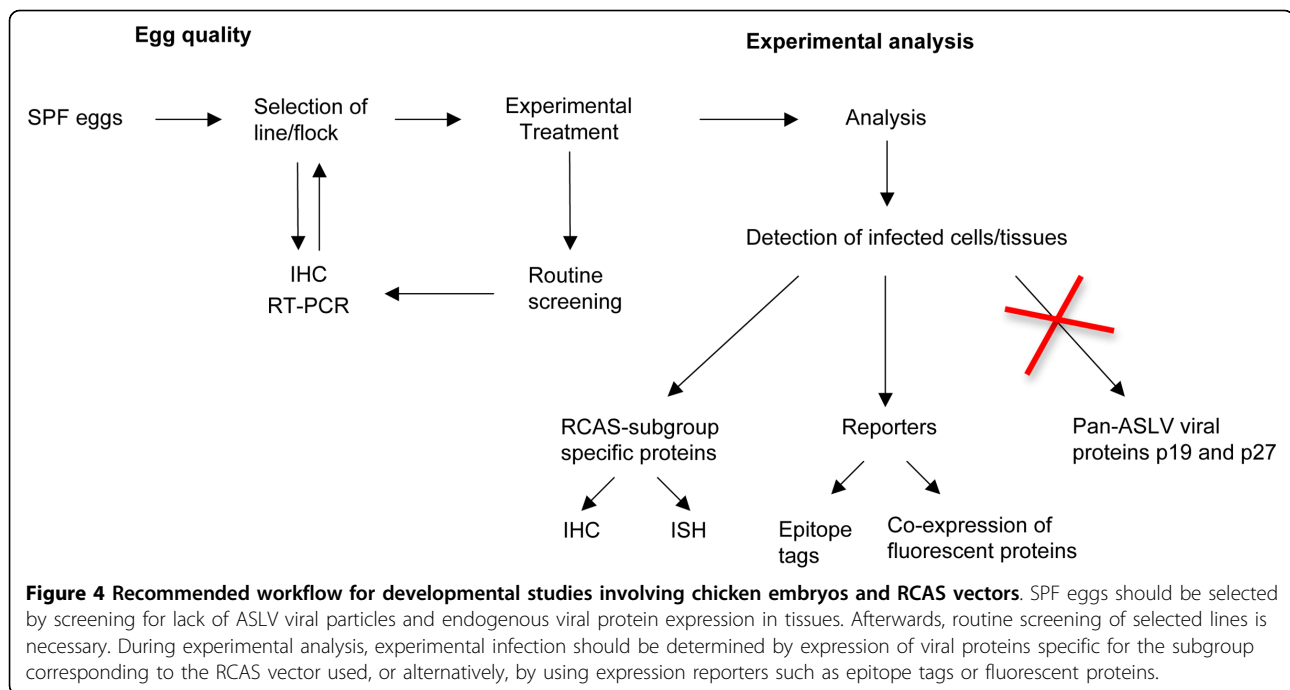 Egg quality
Experimental analysis
SPF eggs
Selection of
line/flock
Experimental
Treatment
Analysis
IHC
RT-PCR
Routine
screening
Detection of infected cells/tissues
RCAS-subgroup
specific proteins
Reporters
Pan-ASLV viral
proteins p19 and p27
IHC
ISH
Epitope
tags
Co-expression of
fluorescent proteins
Figure 4 Recommended workflow for developmental studies involving chicken embryos and RCAS vectors. SPF eggs should be selected
by screening for lack of ASLV viral particles and endogenous viral protein expression in tissues. Afterwards, routine screening of selected lines is
necessary. During experimental analysis, experimental infection should be determined by expression of viral proteins specific for the subgroup
corresponding to the RCAS vector used, or alternatively, by using expression reporters such as epitope tags or fluorescent proteins.